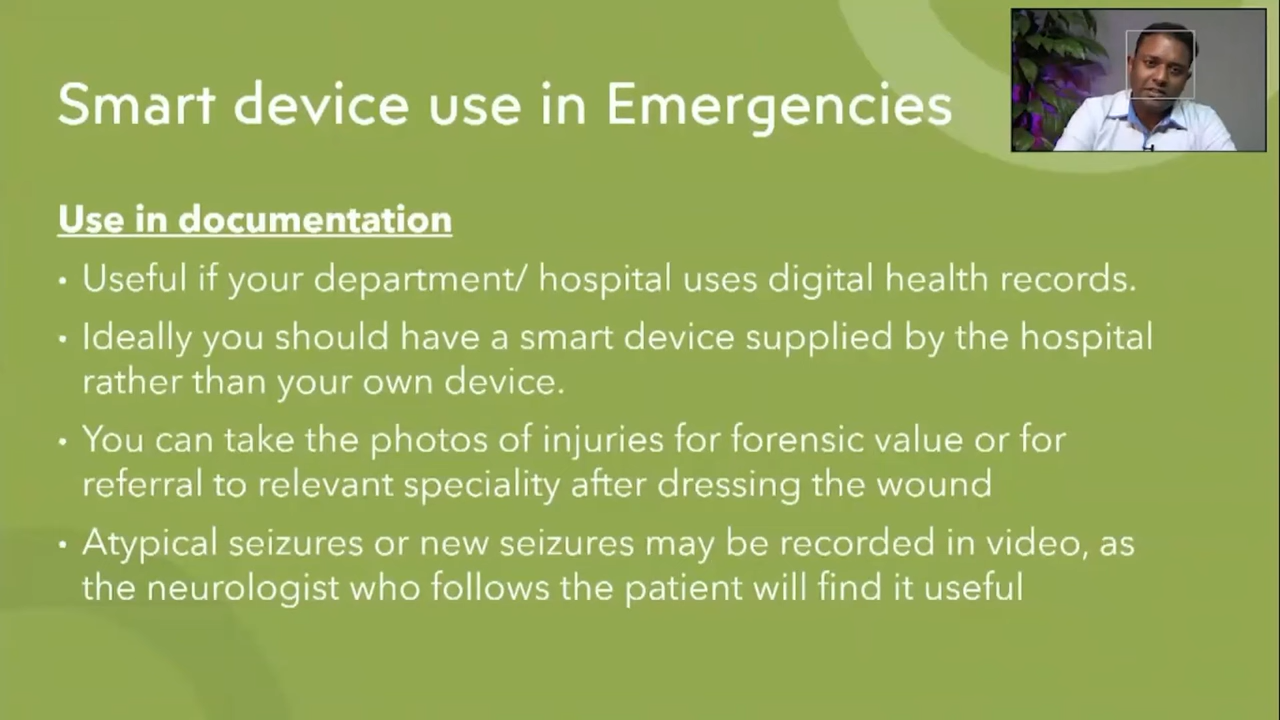 Smart device use in Emergencies
Use in documentation
• Useful if your department/ hospital uses digital health records.
• Ideally you should have a smart device supplied by the hospital
rather than your own device.
• You can take the photos of injuries for forensic value or for
referral to relevant speciality after dressing the wound
• Atypical seizures or new seizures may be recorded in video, as
the neurologist who follows the patient will find it useful